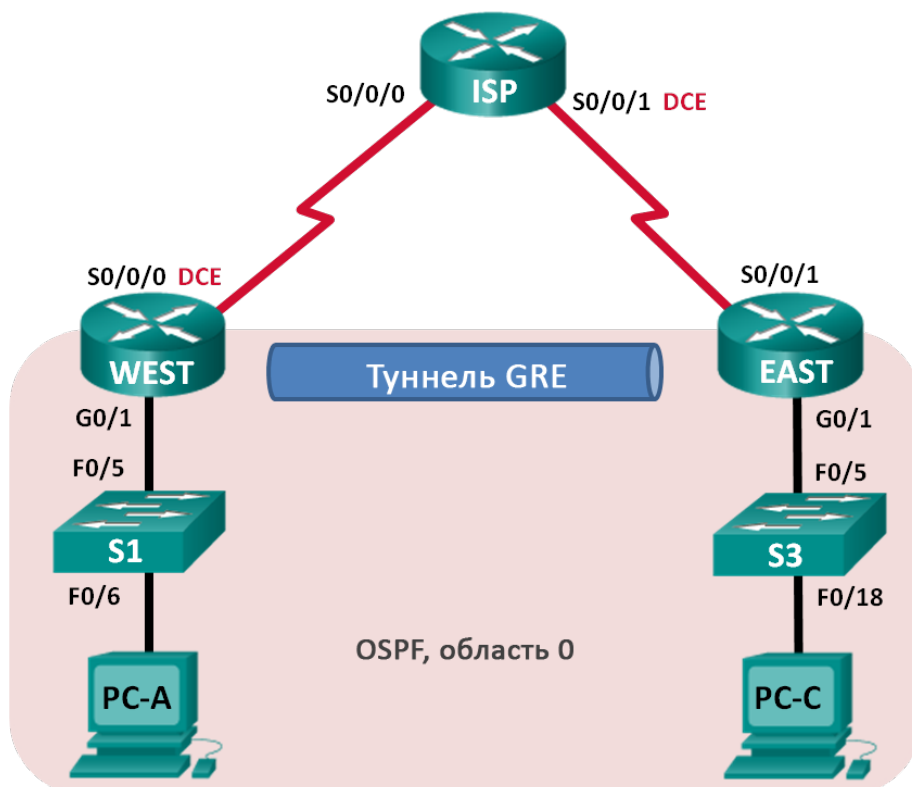 ISP
S0/0/0
S0/0/1 DCE
S0/0/0 DCE
S0/0/1
WEST
Туннель GRE
EAST
G0/1
G0/1
F0/5
F0/5
S1
S3
F0/6
F0/18
OSPF, область 0
PC-A
PC-C